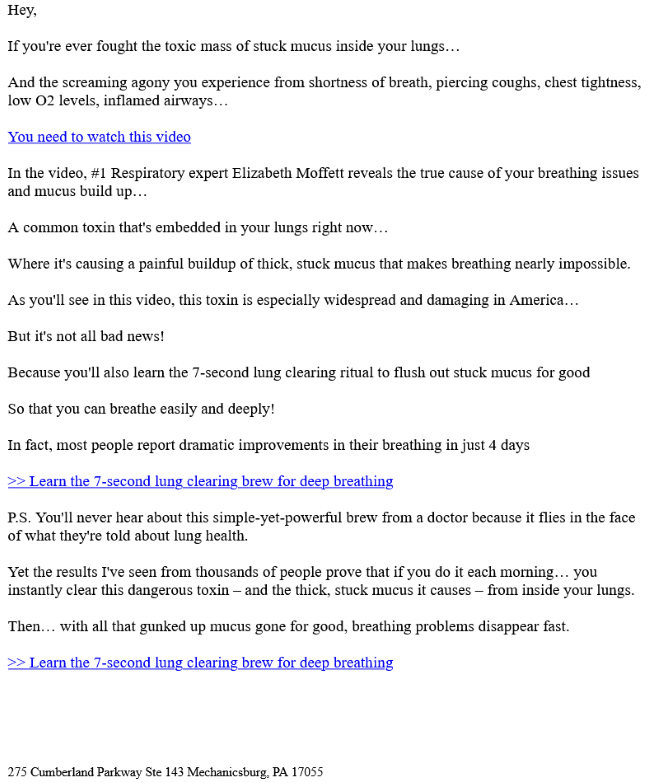 Hey,
If you're ever fought the toxic mass of stuck mucus inside your lungs…
And the screaming agony you experience from shortness of breath, piercing coughs, chest tightness,
low O2 levels, inflamed airways…
You need to watch this video
In the video, #1 Respiratory expert Elizabeth Moffett reveals the true cause of your breathing issues
and mucus build up…
A common toxin that's embedded in your lungs right now…
Where it's causing a painful buildup of thick, stuck mucus that makes breathing nearly impossible.
As you'll see in this video, this toxin is especially widespread and damaging in America…
But it's not all bad news!
Because you'll also learn the 7-second lung clearing ritual to flush out stuck mucus for good
So that you can breathe easily and deeply!
In fact, most people report dramatic improvements in their breathing in just 4 days
>> Learn the 7-second lung clearing brew for deep breathing
P.S. You'll never hear about this simple-yet-powerful brew from a doctor because it flies in the face
of what they're told about lung health.
Yet the results I've seen from thousands of people prove that if you do it each morning… you
instantly clear this dangerous toxin – and the thick, stuck mucus it causes – from inside your lungs.
Then… with all that gunked up mucus gone for good, breathing problems disappear fast.
>> Learn the 7-second lung clearing brew for deep breathing
275 Cumberland Parkway Ste 143 Mechanicsburg, PA 17055